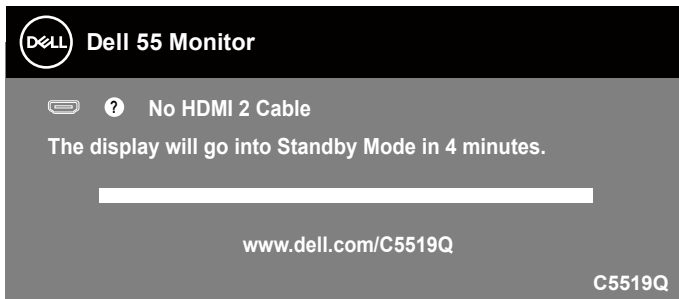 DELL Dell 55 Monitor
? No HDMI 2 Cable
The display will go into Standby Mode in 4 minutes.
www.dell.com/C5519Q
C5519Q